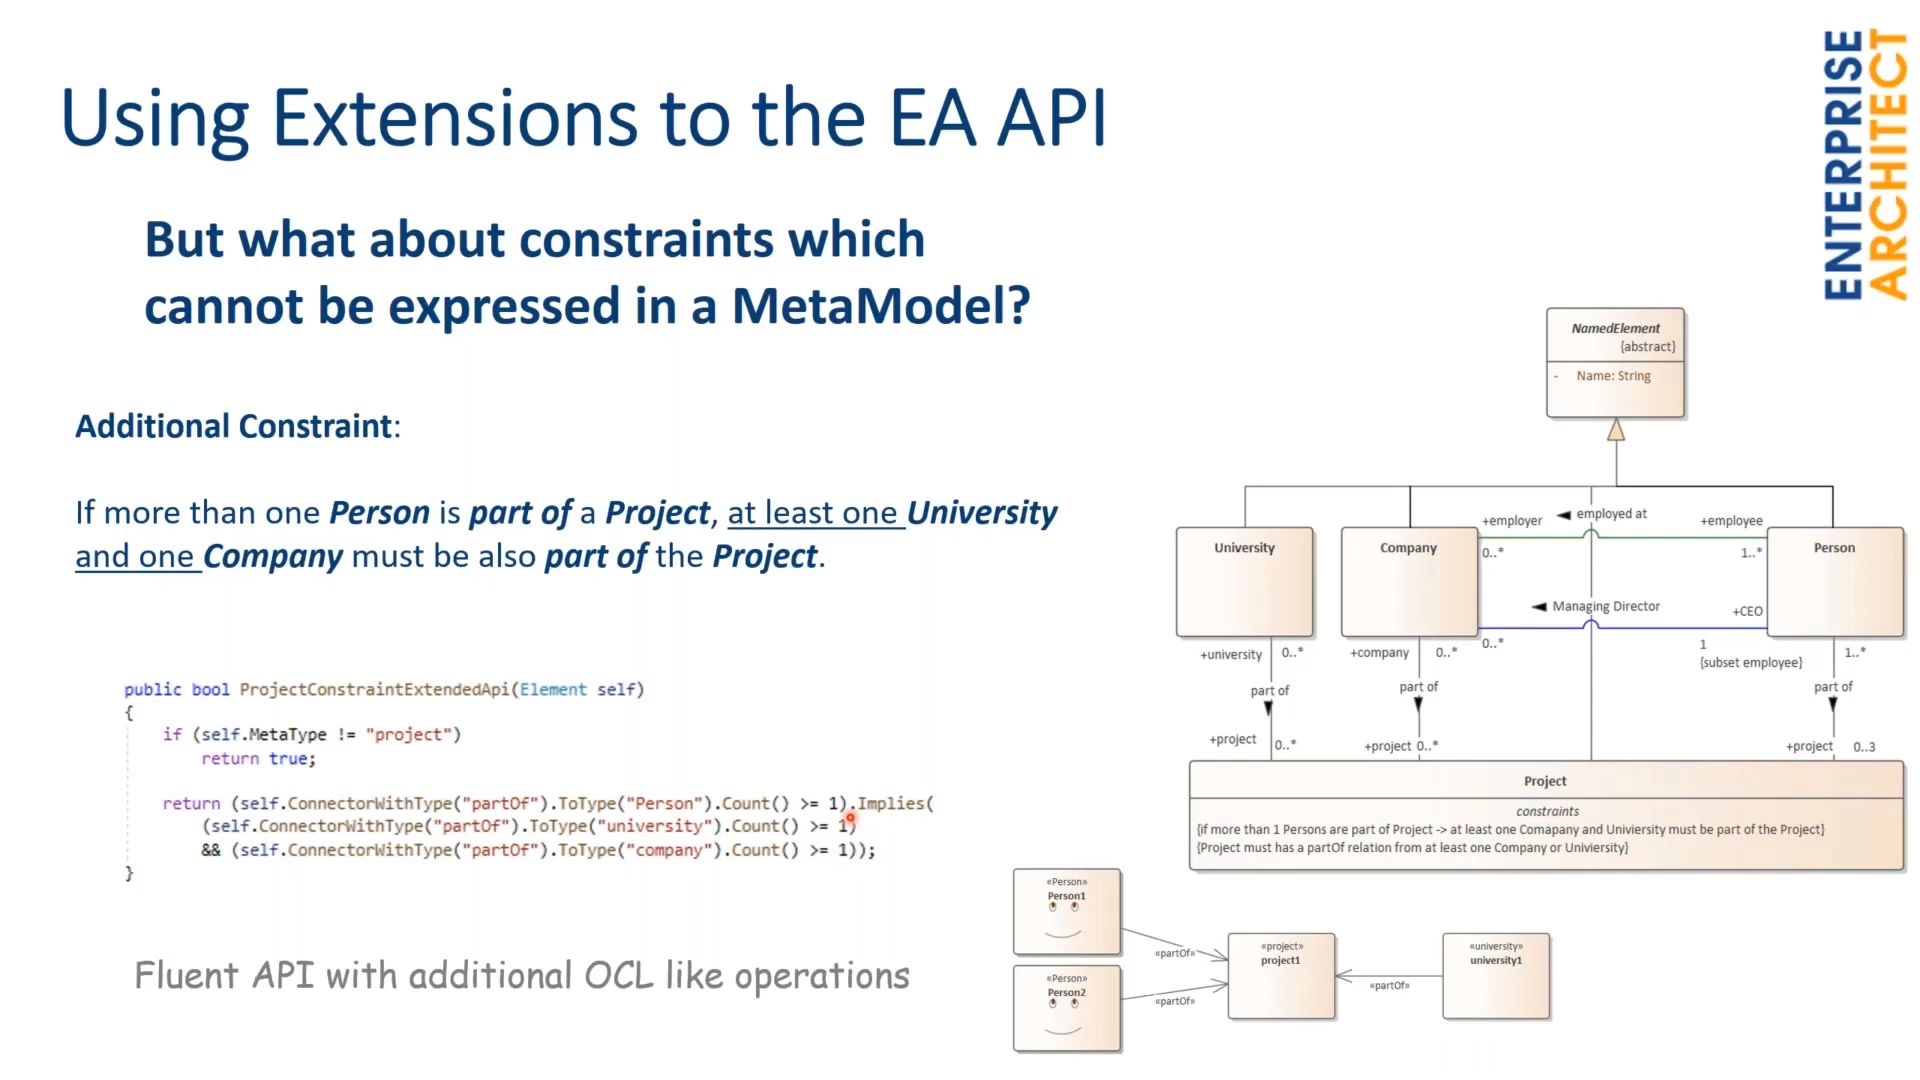 Using Extensions to the EA API
ENTERPRISE
ARCHITECT
But what about constraints which
cannot be expressed in a MetaModel?
Additional Constraint:
If more than one Person is part of a Project, at least one University
and one Company must be also part of the Project.
public bool ProjectConstraintExtendedApi(Element self)
{
if (self.MetaType != "project")
return true;
return (self.ConnectorWithType("partOf").ToType("Person").Count() >= 1).Implies(
(self.ConnectorWithType("partOf").ToType("university").Count() >= 1)
&& (self.ConnectorWithType("partOf").ToType("company").Count() >= 1));
}
Fluent API with additional OCL like operations
NamedElement
{abstract}
- Name: String
University
Company
Person
+employer
employed at
+employee
0..*
1..*
Managing Director
+CEO
0..*
1
{subset employee}
+university 0..*
+company 0..*
1..*
part of
part of
part of
+project 0..*
+project 0..*
+project 0..3
Project
constraints
{if more than 1 Persons are part of Project -> at least one Comapany and Univiersity must be part of the Project}
{Project must has a partOf relation from at least one Company or Univiersity}
«Person»
Person1
«Person»
Person2
«partOf»
«partOf»
«project»
project1
«partOf»
«university»
university1